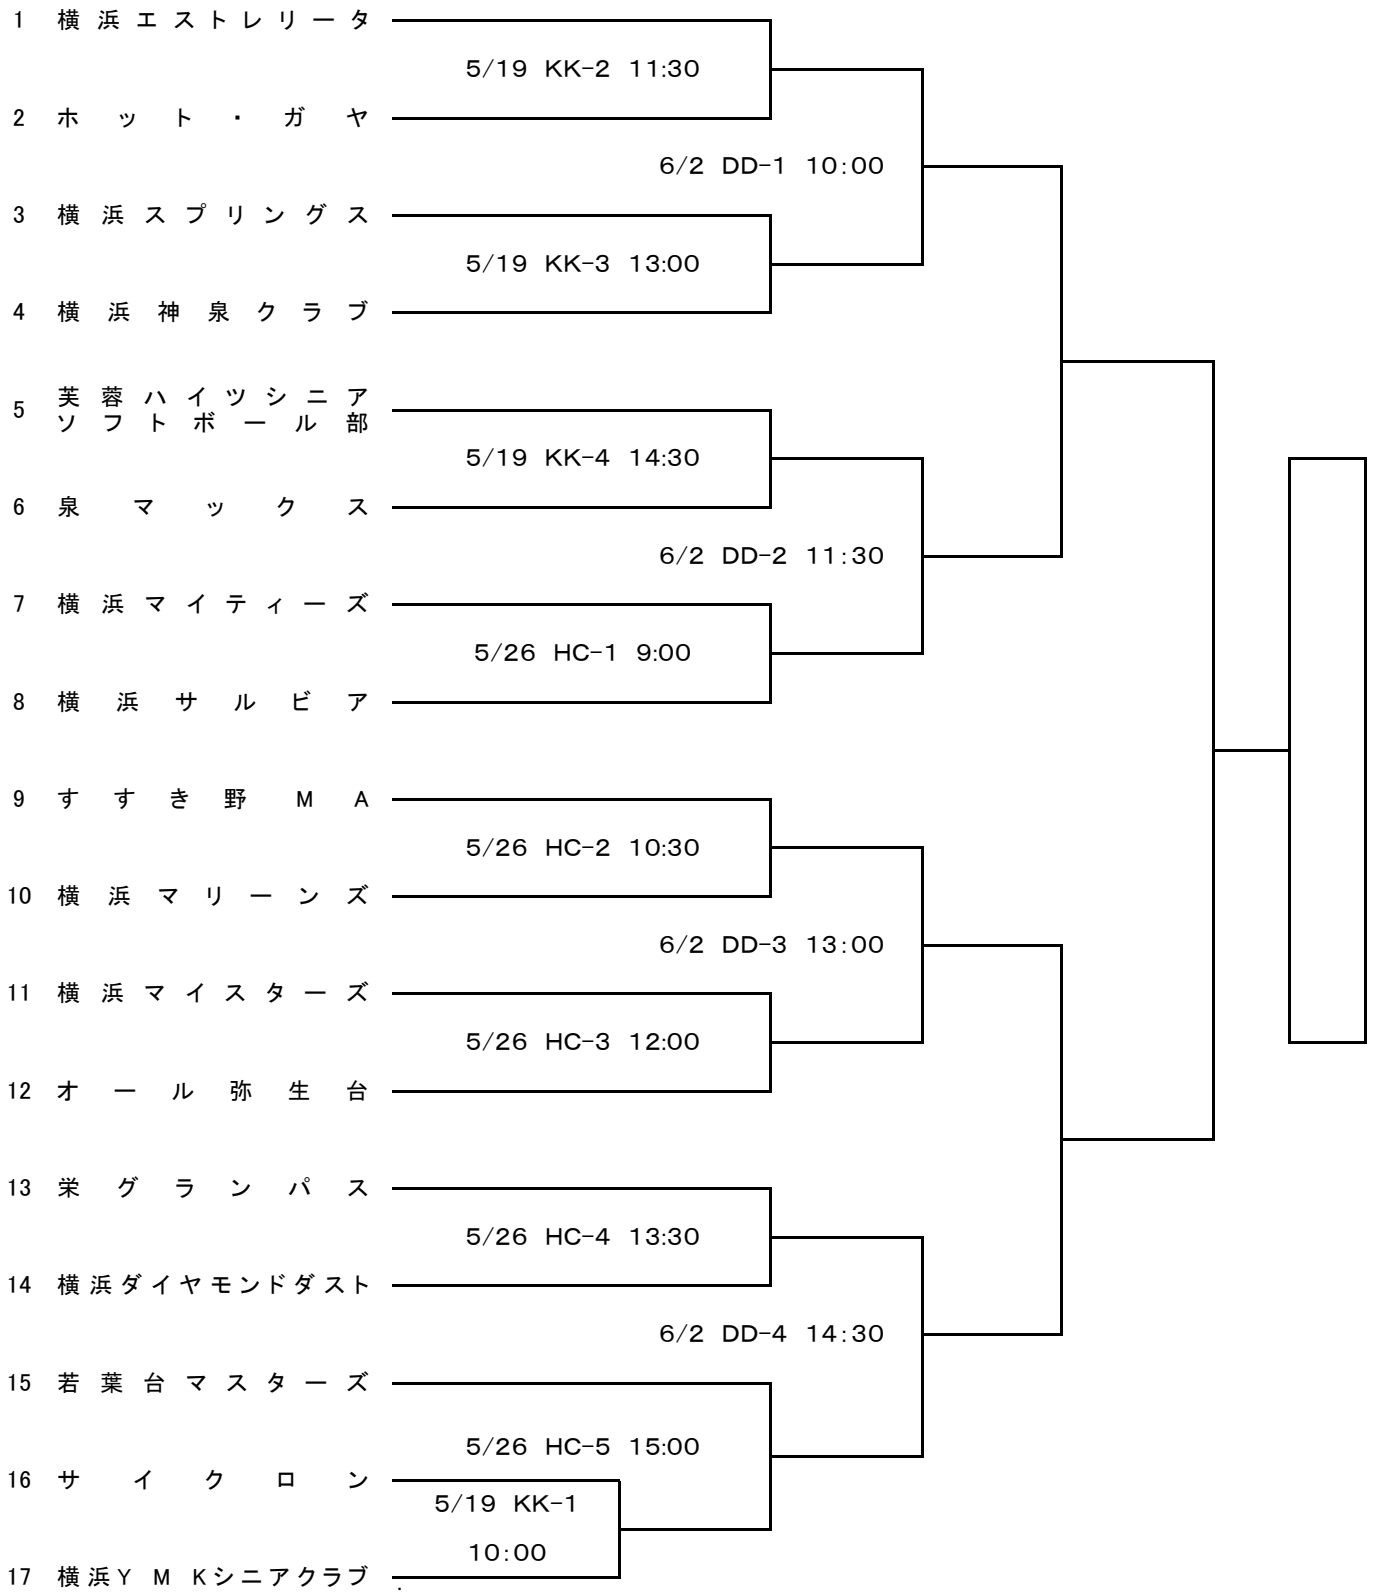 1 横浜エストレリータ
5/19 KK-2 11:30
2 ホット・ガヤ
6/2 DD-1 10:00
3 横浜スプリングス
5/19 KK-3 13:00
4 横浜神泉クラブ
5 芙蓉ハイツシニア
ソフトボール部
5/19 KK-4 14:30
6 泉マックス
6/2 DD-2 11:30
7 横浜マイティーズ
5/26 HC-1 9:00
8 横浜サルビア
9 すすき野MA
5/26 HC-2 10:30
10 横浜マリーンズ
6/2 DD-3 13:00
11 横浜マイスターズ
5/26 HC-3 12:00
12 オール弥生台
13 栄グランパス
5/26 HC-4 13:30
14 横浜ダイヤモンドダスト
6/2 DD-4 14:30
15 若葉台マスターズ
5/26 HC-5 15:00
16 サイクロン
5/19 KK-1
10:00
17 横浜YMKシニアクラブ